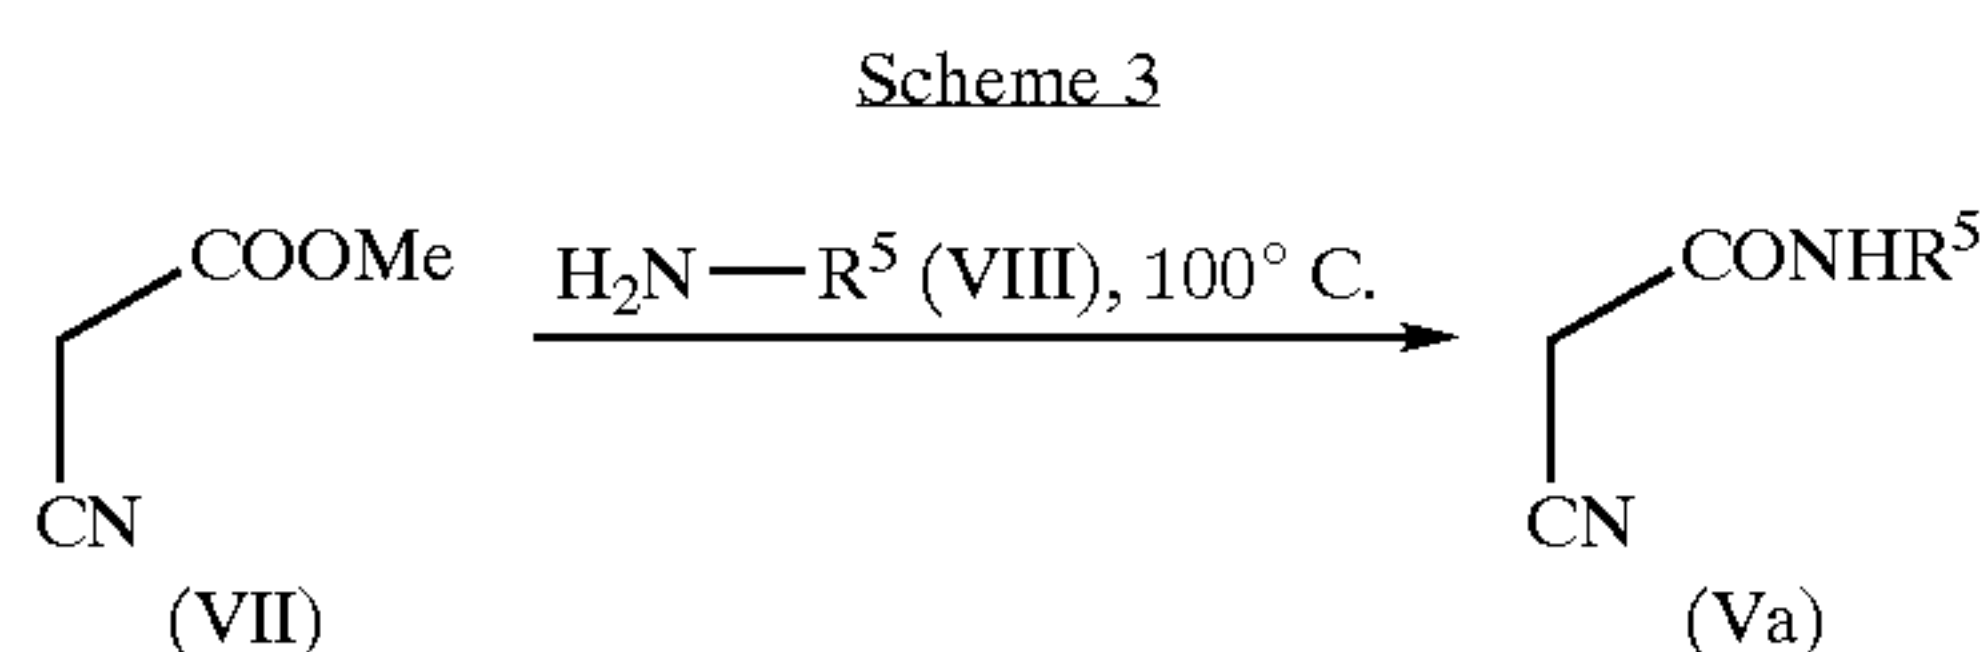 Scheme 3
COOMe
H₂N—R⁵ (VIII), 100° C.
CONHR⁵
CN
CN
(VII)
(Va)